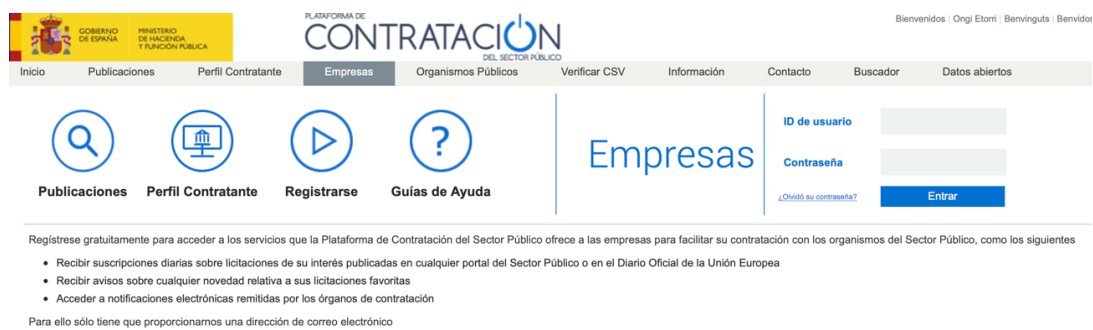 GOBIERNO
DE ESPAÑA
MINISTERIO
DE HACIENDA
Y FUNCIÓN PÚBLICA
PLATAFORMA DE
CONTRATACIÓN
DEL SECTOR PÚBLICO
Bienvenidos | Ongi Etorri | Benvinguts | Benvidos
Inicio Publicaciones Perfil Contratante Empresas Organismos Públicos Verificar CSV Información Contacto Buscador Datos abiertos
Publicaciones Perfil Contratante Registrarse Guías de Ayuda
Empresas
ID de usuario
Contraseña
¿Olvidó su contraseña? Entrar
Regístrese gratuitamente para acceder a los servicios que la Plataforma de Contratación del Sector Público ofrece a las empresas para facilitar su contratación con los organismos del Sector Público, como los siguientes
• Recibir suscripciones diarias sobre licitaciones de su interés publicadas en cualquier portal del Sector Público o en el Diario Oficial de la Unión Europea
• Recibir avisos sobre cualquier novedad relativa a sus licitaciones favoritas
• Acceder a notificaciones electrónicas remitidas por los órganos de contratación
Para ello sólo tiene que proporcionarnos una dirección de correo electrónico